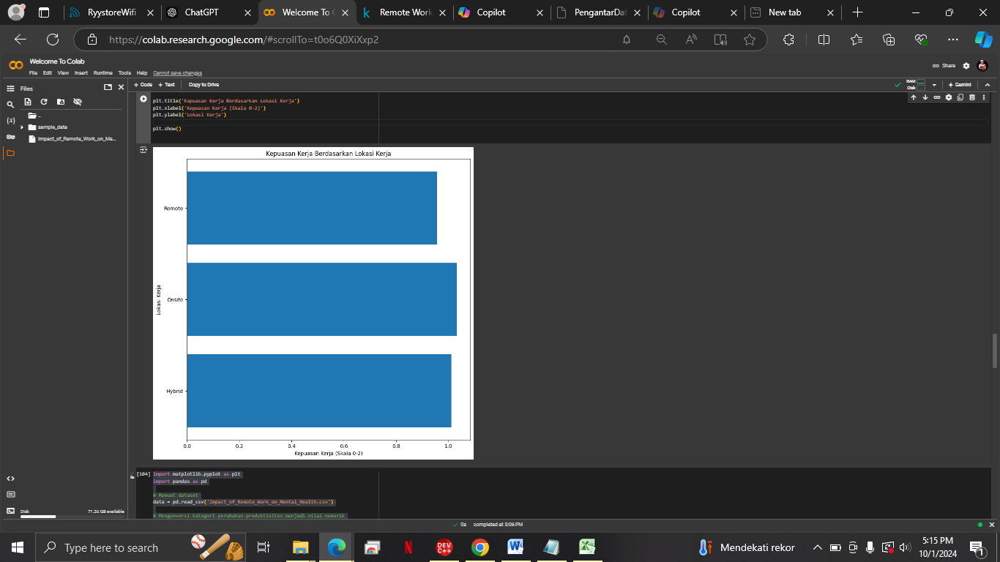 RyystoreWifi
ChatGPT
Welcome To C
Remote Work
Copilot
PengantarDat
Copilot
New tab
https://colab.research.google.com/#scrollTo=t0o6Q0XiXxp2
Welcome To Colab
File Edit View Insert Runtime Tools Help Cannot save changes
Share
Files
+ Code + Text Copy to Drive
RAM
Disk
Gemini
..
sample_data
Impact_of_Remote_Work_on_Me...
plt.title('Kepuasan Kerja Berdasarkan Lokasi Kerja')
plt.xlabel('Kepuasan Kerja (Skala 0-2)')
plt.ylabel('Lokasi Kerja')
plt.show()
Kepuasan Kerja Berdasarkan Lokasi Kerja
Remote
Onsite
Hybrid
Lokasi Kerja
0.0 0.2 0.4 0.6 0.8 1.0
Kepuasan Kerja (Skala 0-2)
[104] import matplotlib.pyplot as plt
import pandas as pd
# Memuat dataset
data = pd.read_csv('Impact_of_Remote_Work_on_Mental_Health.csv')
# Mengonversi kategori perubahan produktivitas menjadi nilai numerik
0s
Disk 71.24 GB available
0s completed at 5:06 PM
Type here to search
DEV C++
Mendekati rekor
5:15 PM
10/1/2024
1